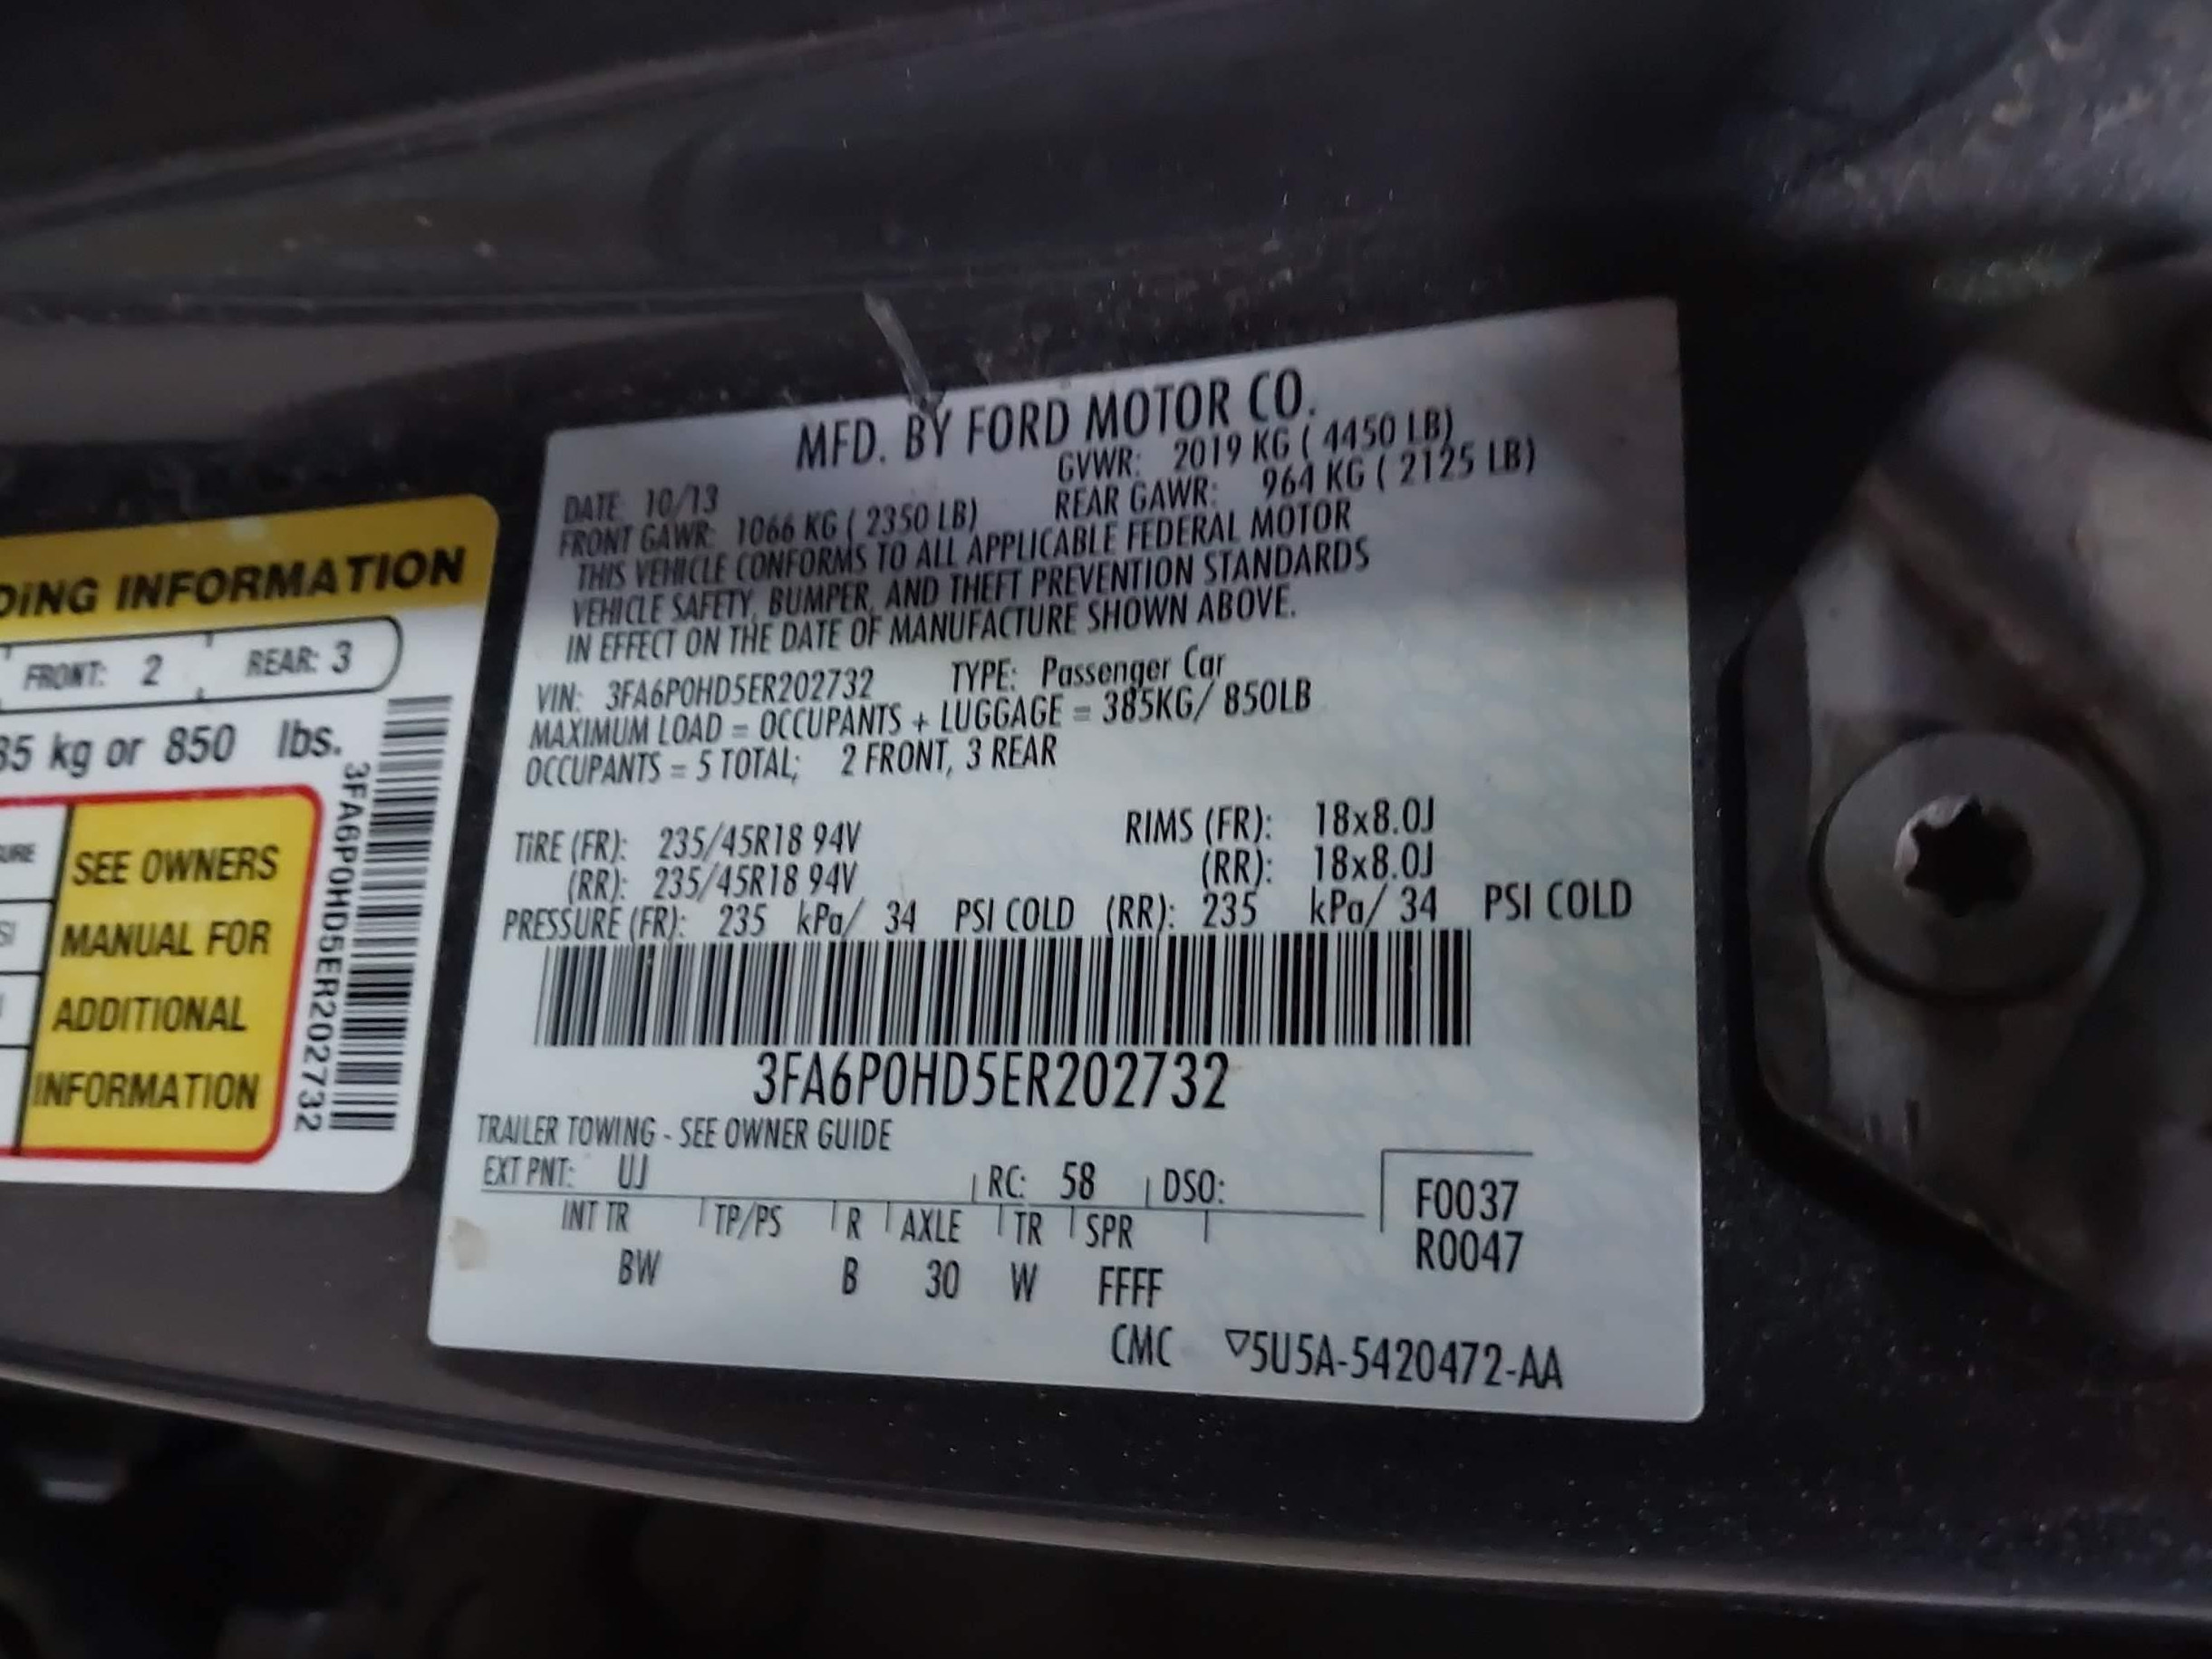 DING INFORMATION
FRONT: 2 REAR: 3
35 kg or 850 lbs.
SEE OWNERS
MANUAL FOR
ADDITIONAL
INFORMATION
3FA6P0HD5ER202732
MFD. BY FORD MOTOR CO.
DATE: 10/13 GVWR: 2019 KG ( 4450 LB)
FRONT GAWR: 1066 KG ( 2350 LB) REAR GAWR: 964 KG ( 2125 LB)
THIS VEHICLE CONFORMS TO ALL APPLICABLE FEDERAL MOTOR
VEHICLE SAFETY, BUMPER, AND THEFT PREVENTION STANDARDS
IN EFFECT ON THE DATE OF MANUFACTURE SHOWN ABOVE.
VIN: 3FA6P0HD5ER202732 TYPE: Passenger Car
MAXIMUM LOAD = OCCUPANTS + LUGGAGE = 385KG/ 850LB
OCCUPANTS = 5 TOTAL; 2 FRONT, 3 REAR
TIRE (FR): 235/45R18 94V RIMS (FR): 18x8.0J
(RR): 235/45R18 94V (RR): 18x8.0J
PRESSURE (FR): 235 kPa/ 34 PSI COLD (RR): 235 kPa/ 34 PSI COLD
3FA6P0HD5ER202732
TRAILER TOWING - SEE OWNER GUIDE
EXT PNT: UJ RC: 58 DSO:
INT TR TP/PS R AXLE TR SPR
BW B 30 W FFFF
F0037
R0047
CMC ▽5U5A-5420472-AA